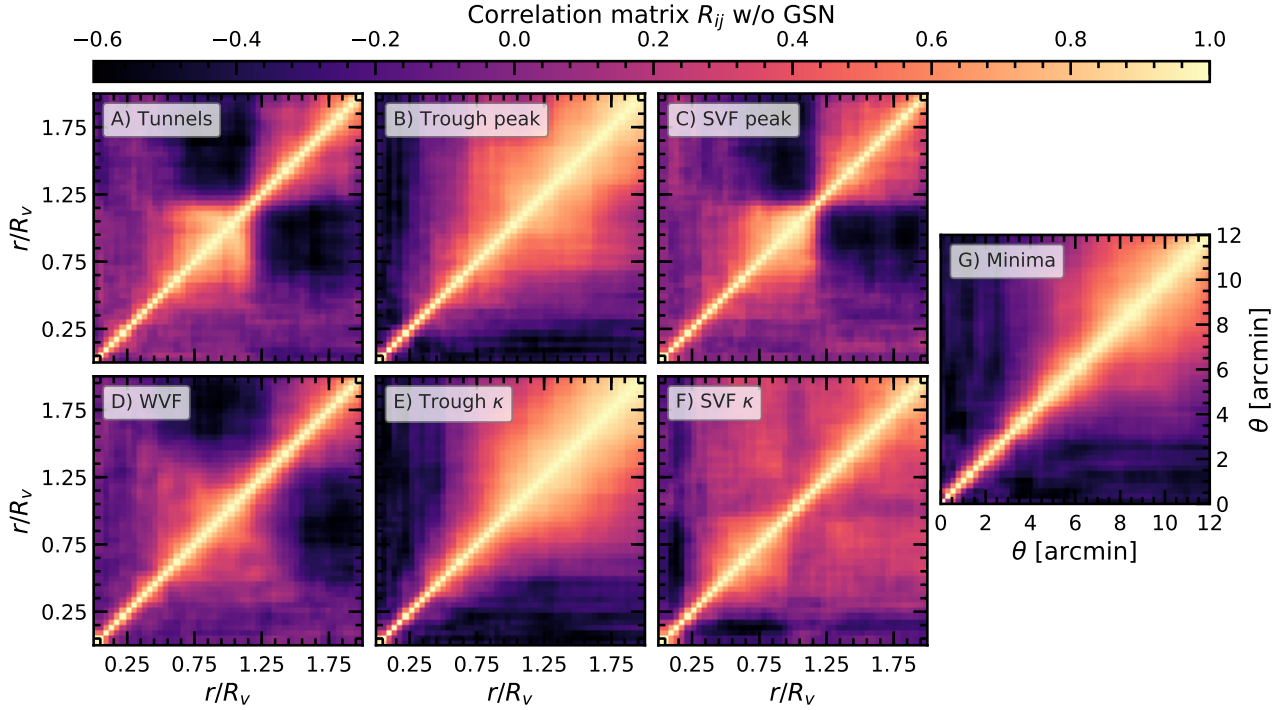 Correlation matrix R_{ij} w/o GSN
−0.6 −0.4 −0.2 0.0 0.2 0.4 0.6 0.8 1.0
A) Tunnels
B) Trough peak
C) SVF peak
1.75
1.25
0.75
0.25
r/R_v
G) Minima
12
10
8
6
4
2
0
θ [arcmin]
0 2 4 6 8 10 12
θ [arcmin]
D) WVF
E) Trough κ
F) SVF κ
1.75
1.25
0.75
0.25
r/R_v
0.25 0.75 1.25 1.75
0.25 0.75 1.25 1.75
0.25 0.75 1.25 1.75
r/R_v
r/R_v
r/R_v